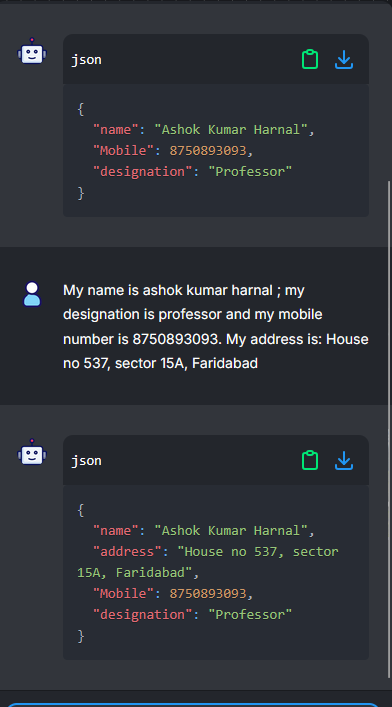 json
{
"name": "Ashok Kumar Harnal",
"Mobile": 8750893093,
"designation": "Professor"
}
My name is ashok kumar harnal ; my
designation is professor and my mobile
number is 8750893093. My address is: House
no 537, sector 15A, Faridabad
json
{
"name": "Ashok Kumar Harnal",
"address": "House no 537, sector
15A, Faridabad",
"Mobile": 8750893093,
"designation": "Professor"
}